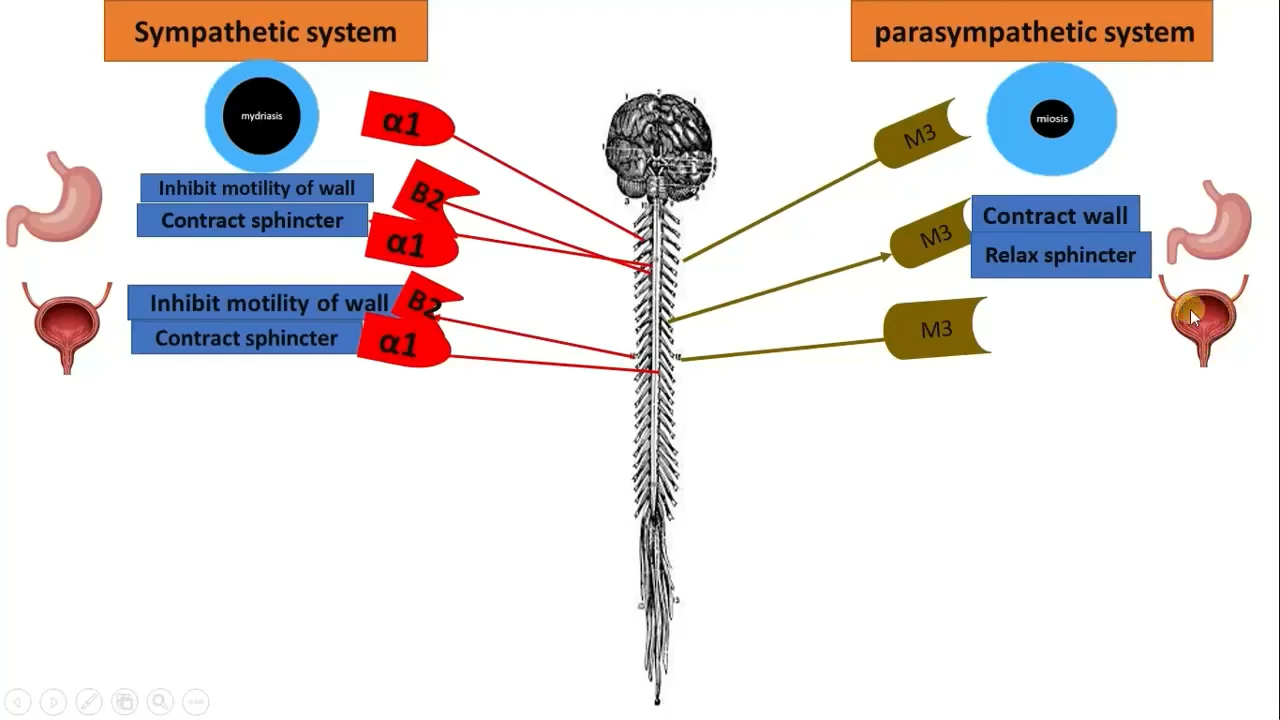 Sympathetic system
parasympathetic system
mydriasis
α1
M3
miosis
Inhibit motility of wall
Contract sphincter
B2
α1
M3
Contract wall
Relax sphincter
Inhibit motility of wall
Contract sphincter
B2
α1
M3